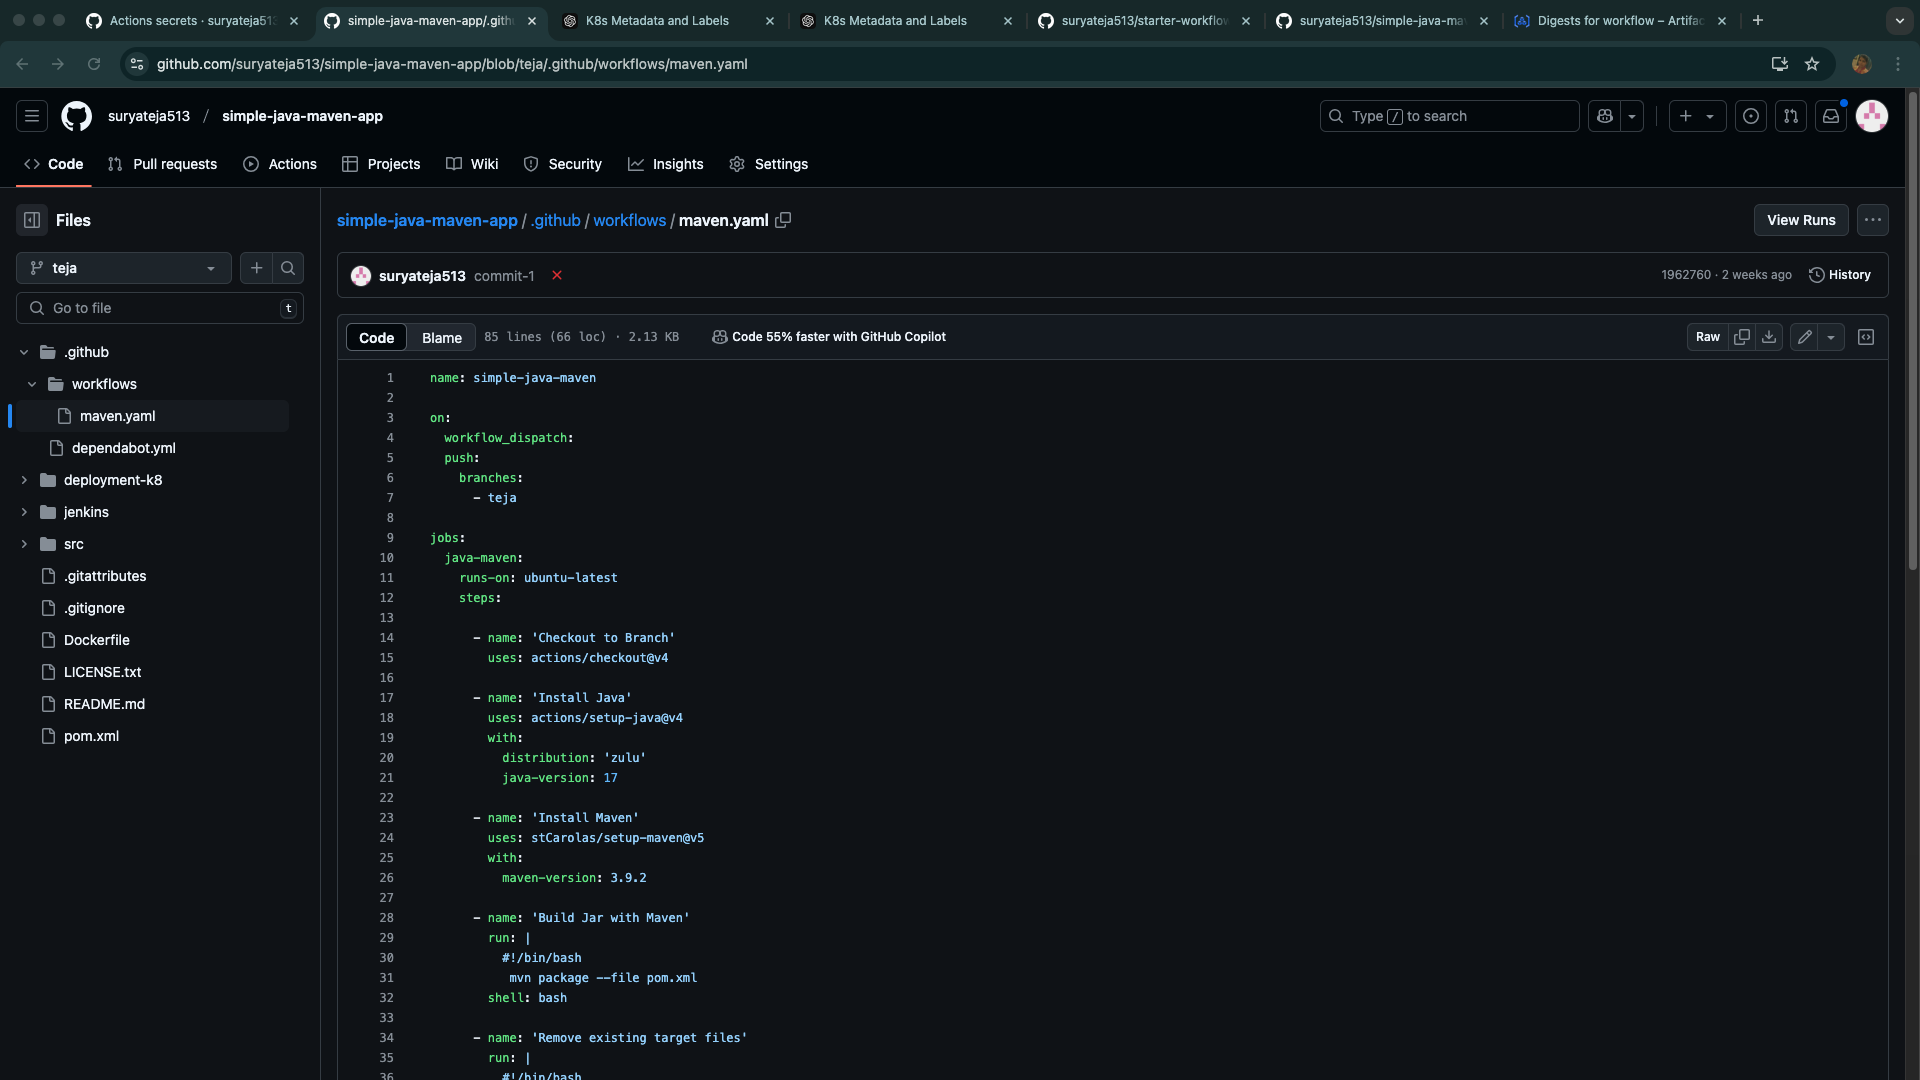 Actions secrets · suryateja513
simple-java-maven-app/.gith
K8s Metadata and Labels
K8s Metadata and Labels
suryateja513/starter-workflow
suryateja513/simple-java-ma
Digests for workflow – Artifac
github.com/suryateja513/simple-java-maven-app/blob/teja/.github/workflows/maven.yaml
suryateja513 / simple-java-maven-app
Type / to search
Code
Pull requests
Actions
Projects
Wiki
Security
Insights
Settings
Files
teja
Go to file
t
.github
workflows
maven.yaml
dependabot.yml
deployment-k8
jenkins
src
.gitattributes
.gitignore
Dockerfile
LICENSE.txt
README.md
pom.xml
simple-java-maven-app / .github / workflows / maven.yaml
View Runs
suryateja513 commit-1
1962760 · 2 weeks ago
History
Code
Blame
85 lines (66 loc) · 2.13 KB
Code 55% faster with GitHub Copilot
Raw
1 name: simple-java-maven
2
3 on:
4 workflow_dispatch:
5 push:
6 branches:
7 - teja
8
9 jobs:
10 java-maven:
11 runs-on: ubuntu-latest
12 steps:
13
14 - name: 'Checkout to Branch'
15 uses: actions/checkout@v4
16
17 - name: 'Install Java'
18 uses: actions/setup-java@v4
19 with:
20 distribution: 'zulu'
21 java-version: 17
22
23 - name: 'Install Maven'
24 uses: stCarolas/setup-maven@v5
25 with:
26 maven-version: 3.9.2
27
28 - name: 'Build Jar with Maven'
29 run: |
30 #!/bin/bash
31 mvn package --file pom.xml
32 shell: bash
33
34 - name: 'Remove existing target files'
35 run: |
36 #!/bin/bash